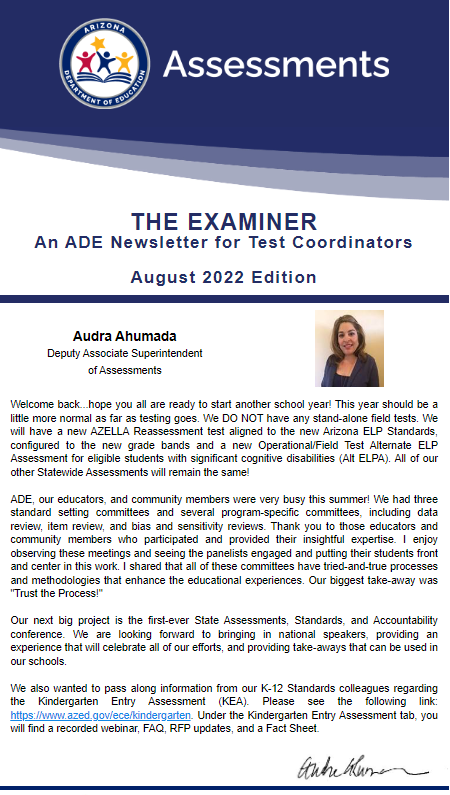 ARIZONA
DEPARTMENT OF EDUCATION
Assessments
THE EXAMINER
An ADE Newsletter for Test Coordinators
August 2022 Edition
Audra Ahumada
Deputy Associate Superintendent
of Assessments
Welcome back...hope you all are ready to start another school year! This year should be a
little more normal as far as testing goes. We DO NOT have any stand-alone field tests. We
will have a new AZELLA Reassessment test aligned to the new Arizona ELP Standards,
configured to the new grade bands and a new Operational/Field Test Alternate ELP
Assessment for eligible students with significant cognitive disabilities (Alt ELPA). All of our
other Statewide Assessments will remain the same!
ADE, our educators, and community members were very busy this summer! We had three
standard setting committees and several program-specific committees, including data
review, item review, and bias and sensitivity reviews. Thank you to those educators and
community members who participated and provided their insightful expertise. I enjoy
observing these meetings and seeing the panelists engaged and putting their students front
and center in this work. I shared that all of these committees have tried-and-true processes
and methodologies that enhance the educational experiences. Our biggest take-away was
"Trust the Process!"
Our next big project is the first-ever State Assessments, Standards, and Accountability
conference. We are looking forward to bringing in national speakers, providing an
experience that will celebrate all of our efforts, and providing take-aways that can be used in
our schools.
We also wanted to pass along information from our K-12 Standards colleagues regarding
the Kindergarten Entry Assessment (KEA). Please see the following link:
https://www.azed.gov/ece/kindergarten. Under the Kindergarten Entry Assessment tab, you
will find a recorded webinar, FAQ, RFP updates, and a Fact Sheet.